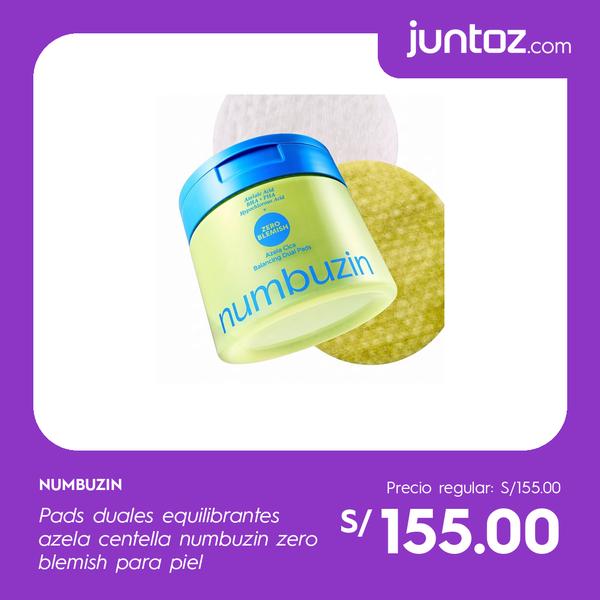 juntoz.com
Azelaic Acid
BHA + PHA
Hypochlorous Acid
+
ZERO
BLEMISH
Azela Cica
Balancing Dual Pads
numbuzin
NUMBUZIN
Precio regular: S/155.00
Pads duales equilibrantes
azela centella numbuzin zero
blemish para piel
S/155.00